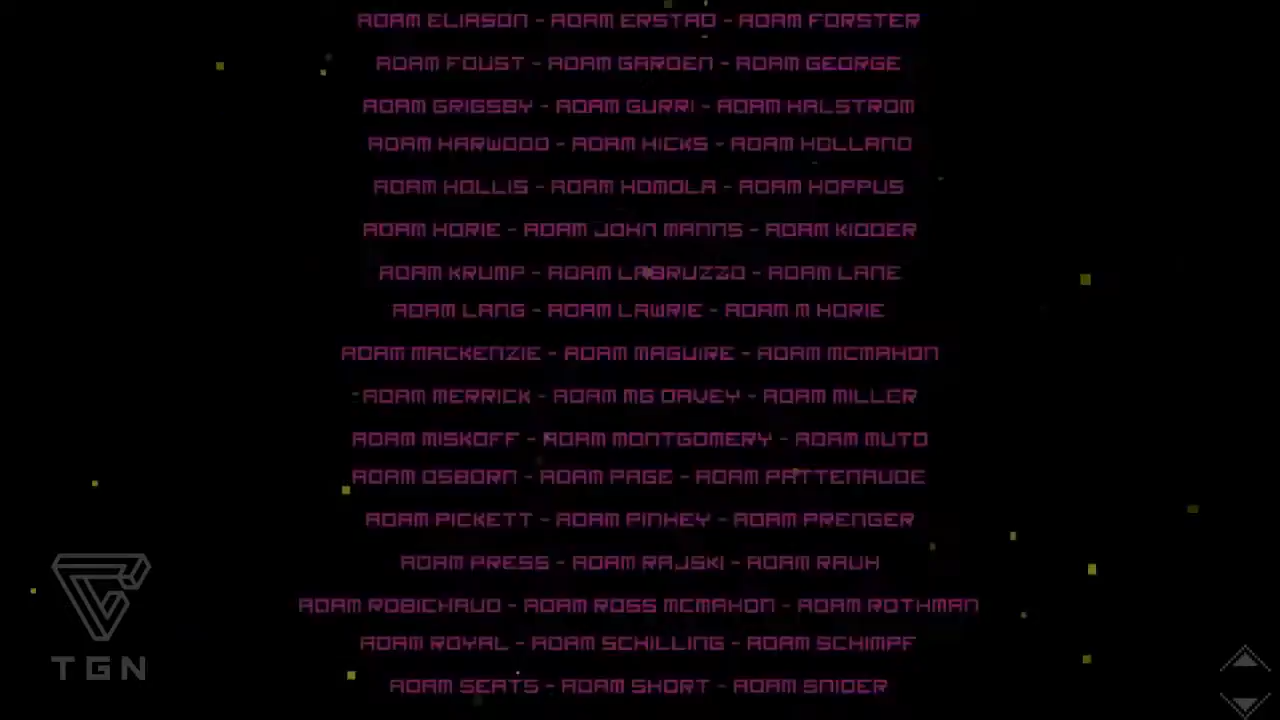 ADAM ELIASON - ADAM ERSTAD - ADAM FORSTER
ADAM FOUST - ADAM GARDEN - ADAM GEORGE
ADAM GRIGSBY - ADAM GURRI - ADAM HALSTROM
ADAM HARWOOD - ADAM HICKS - ADAM HOLLAND
ADAM HOLLIS - ADAM HOMOLA - ADAM HOPPUS
ADAM HORIE - ADAM JOHN MANNS - ADAM KIDDER
ADAM KRUMP - ADAM LABRUZZO - ADAM LANE
ADAM LANG - ADAM LAWRIE - ADAM M HORIE
ADAM MACKENZIE - ADAM MAGUIRE - ADAM MCMAHON
ADAM MERRICK - ADAM MG DAVEY - ADAM MILLER
ADAM MISKOFF - ADAM MONTGOMERY - ADAM MUTO
ADAM OSBORN - ADAM PAGE - ADAM PATTENAUDE
ADAM PICKETT - ADAM PINKEY - ADAM PRENGER
ADAM PRESS - ADAM RAJSKI - ADAM RAUH
ADAM ROBICHAUD - ADAM ROSS MCMAHON - ADAM ROTHMAN
ADAM ROYAL - ADAM SCHILLING - ADAM SCHIMPF
ADAM SEATS - ADAM SHORT - ADAM SNIDER
TGN